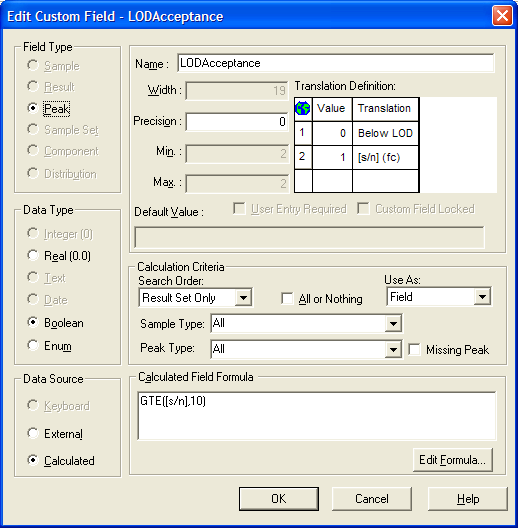 Edit Custom Field - LODAcceptance
Field Type
Sample
Result
Peak
Sample Set
Component
Distribution
Name : LODAcceptance
Width : 19
Precision : 0
Min. : 2
Max. : 2
Translation Definition:
Value Translation
1 0 Below LOD
2 1 [s/n] (fc)
Default Value : User Entry Required Custom Field Locked
Data Type
Integer (0)
Real (0.0)
Text
Date
Boolean
Enum
Calculation Criteria
Search Order: Use As:
Result Set Only All or Nothing Field
Sample Type: All
Peak Type: All Missing Peak
Data Source
Keyboard
External
Calculated
Calculated Field Formula
GTE([s/n],10)
Edit Formula...
OK Cancel Help